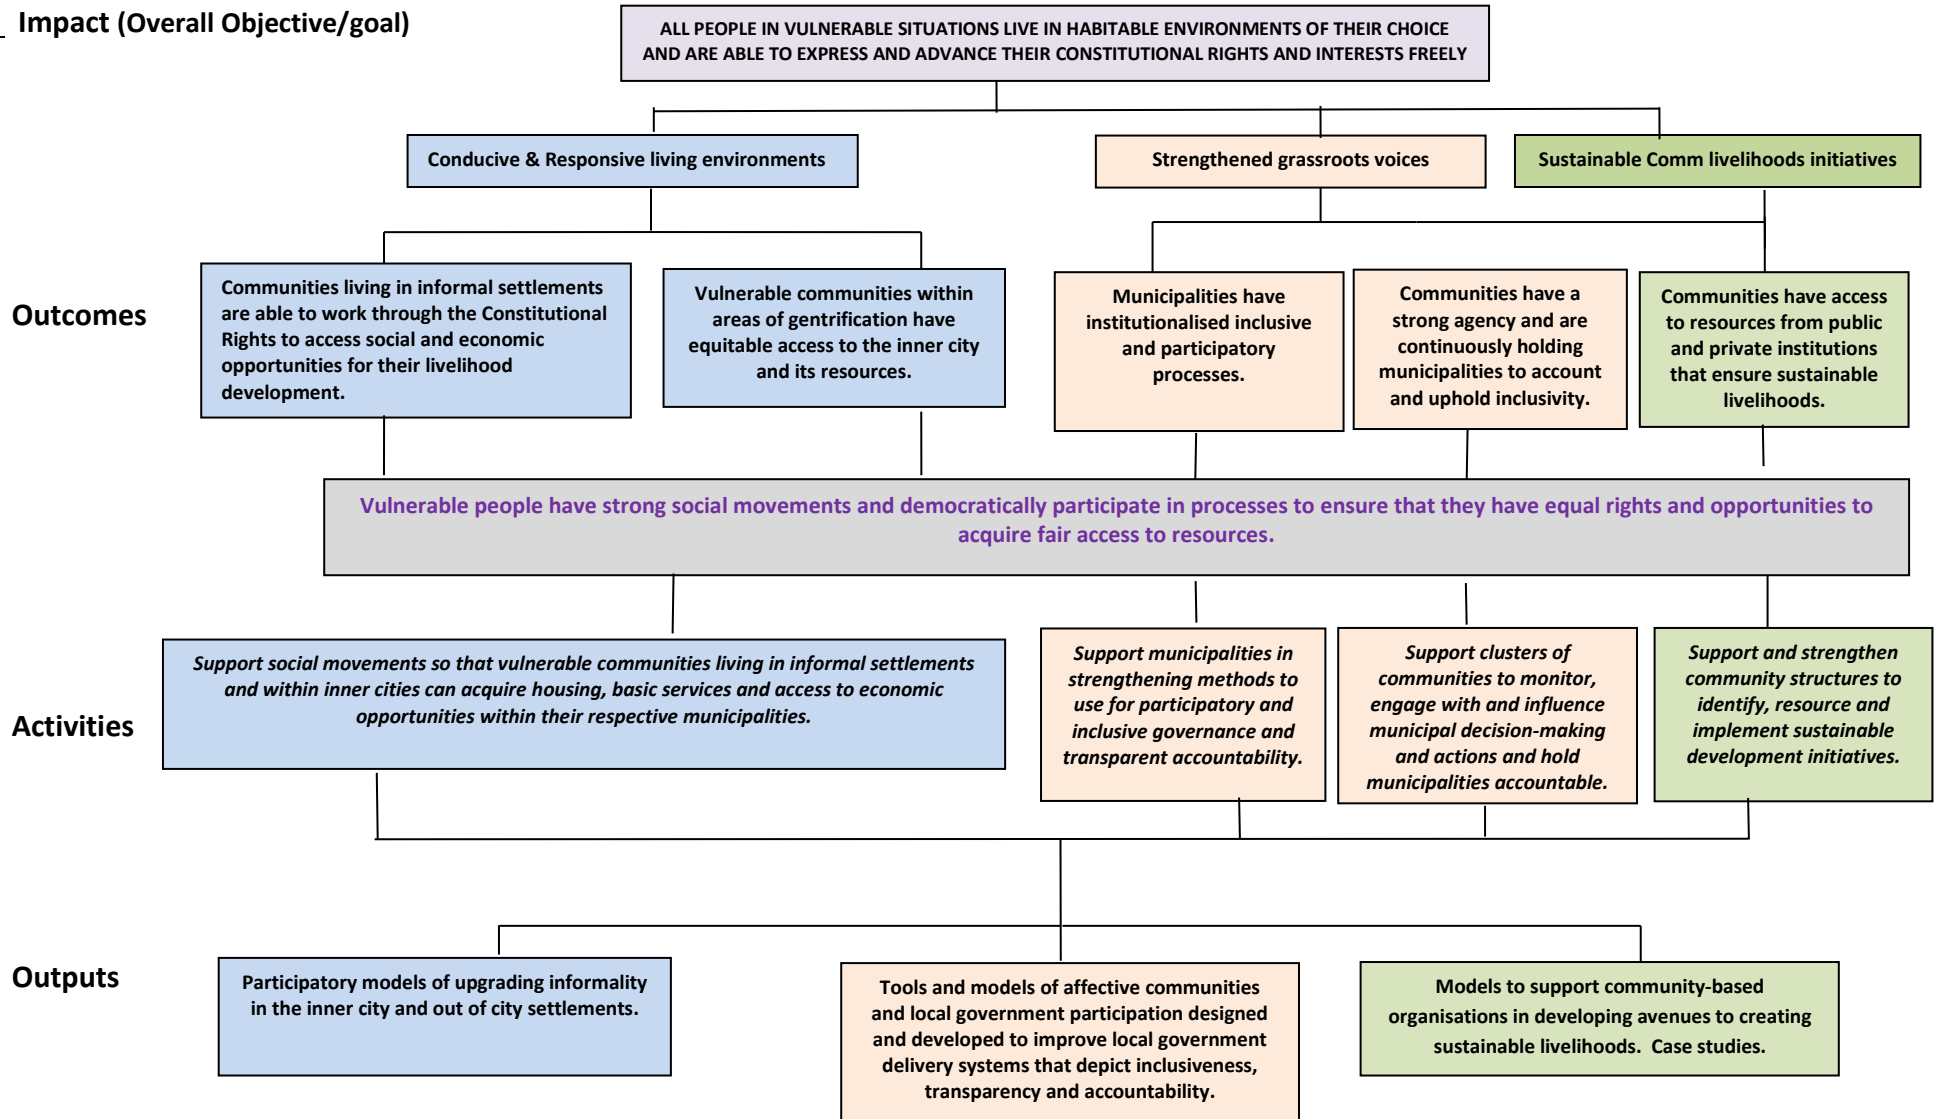 Impact (Overall Objective/goal)
ALL PEOPLE IN VULNERABLE SITUATIONS LIVE IN HABITABLE ENVIRONMENTS OF THEIR CHOICE
AND ARE ABLE TO EXPRESS AND ADVANCE THEIR CONSTITUTIONAL RIGHTS AND INTERESTS FREELY
Conducive & Responsive living environments
Strengthened grassroots voices
Sustainable Comm livelihoods initiatives
Outcomes
Communities living in informal settlements
are able to work through the Constitutional
Rights to access social and economic
opportunities for their livelihood
development.
Vulnerable communities within
areas of gentrification have
equitable access to the inner city
and its resources.
Municipalities have
institutionalised inclusive
and participatory
processes.
Communities have a
strong agency and are
continuously holding
municipalities to account
and uphold inclusivity.
Communities have access
to resources from public
and private institutions
that ensure sustainable
livelihoods.
Vulnerable people have strong social movements and democratically participate in processes to ensure that they have equal rights and opportunities to
acquire fair access to resources.
Activities
Support social movements so that vulnerable communities living in informal settlements
and within inner cities can acquire housing, basic services and access to economic
opportunities within their respective municipalities.
Support municipalities in
strengthening methods to
use for participatory and
inclusive governance and
transparent accountability.
Support clusters of
communities to monitor,
engage with and influence
municipal decision-making
and actions and hold
municipalities accountable.
Support and strengthen
community structures to
identify, resource and
implement sustainable
development initiatives.
Outputs
Participatory models of upgrading informality
in the inner city and out of city settlements.
Tools and models of affective communities
and local government participation designed
and developed to improve local government
delivery systems that depict inclusiveness,
transparency and accountability.
Models to support community-based
organisations in developing avenues to creating
sustainable livelihoods.  Case studies.